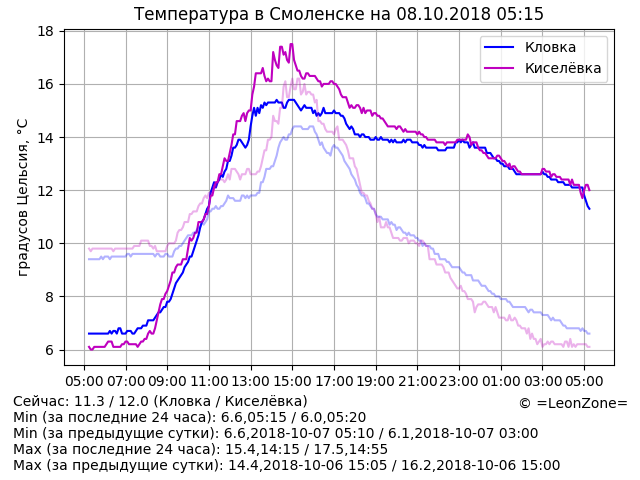 Температура в Смоленске на 08.10.2018 05:15
градусов Цельсия, °C
18
16
14
12
10
8
6
Кловка
Киселёвка
05:00 07:00 09:00 11:00 13:00 15:00 17:00 19:00 21:00 23:00 01:00 03:00 05:00
Сейчас: 11.3 / 12.0 (Кловка / Киселёвка)
© =LeonZone=
Min (за последние 24 часа): 6.6,05:15 / 6.0,05:20
Min (за предыдущие сутки): 6.6,2018-10-07 05:10 / 6.1,2018-10-07 03:00
Max (за последние 24 часа): 15.4,14:15 / 17.5,14:55
Max (за предыдущие сутки): 14.4,2018-10-06 15:05 / 16.2,2018-10-06 15:00